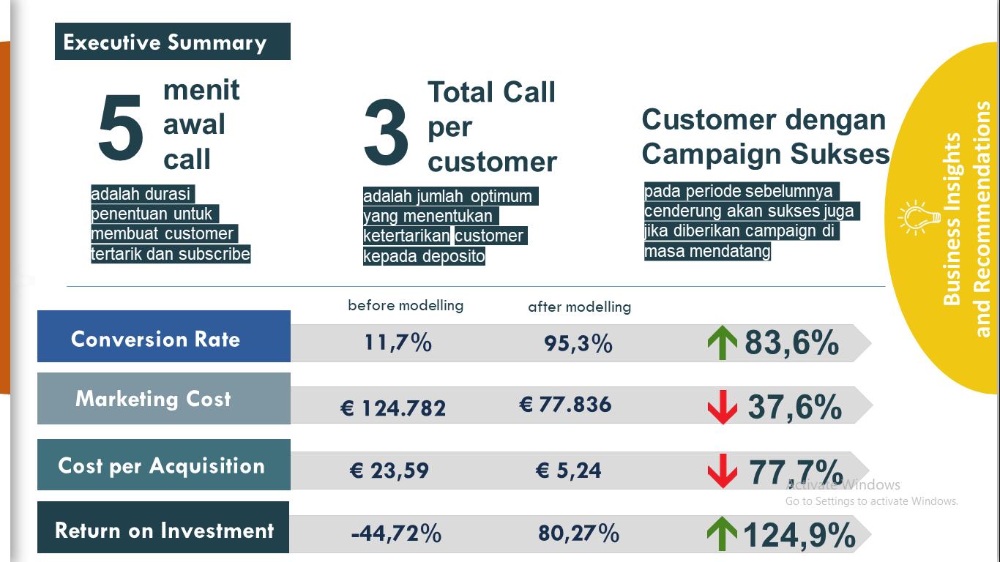 Executive Summary
5
menit
awal
call
adalah durasi
penentuan untuk
membuat customer
tertarik dan subscribe
3
Total Call
per
customer
adalah jumlah optimum
yang menentukan
ketertarikan customer
kepada deposito
Customer dengan
Campaign Sukses
pada periode sebelumnya
cenderung akan sukses juga
jika diberikan campaign di
masa mendatang
Business Insights
and Recommendations
before modelling after modelling
Conversion Rate 11,7% 95,3% 83,6%
Marketing Cost € 124.782 € 77.836 37,6%
Cost per Acquisition € 23,59 € 5,24 77,7%
Activate Windows
Go to Settings to activate Windows.
Return on Investment -44,72% 80,27% 124,9%